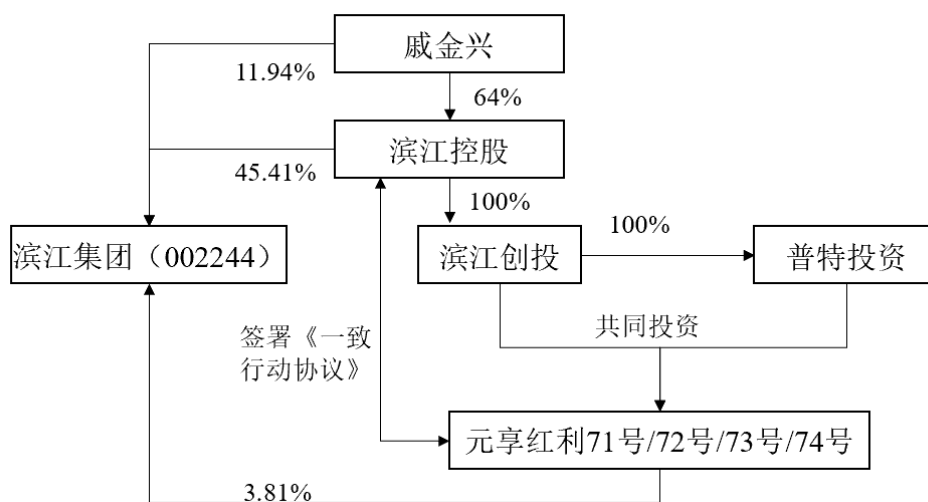 戚金兴
11.94%
64%
滨江控股
45.41%
100%
滨江集团（002244）
滨江创投
100%
普特投资
签署《一致
行动协议》
共同投资
元享红利71号/72号/73号/74号
3.81%